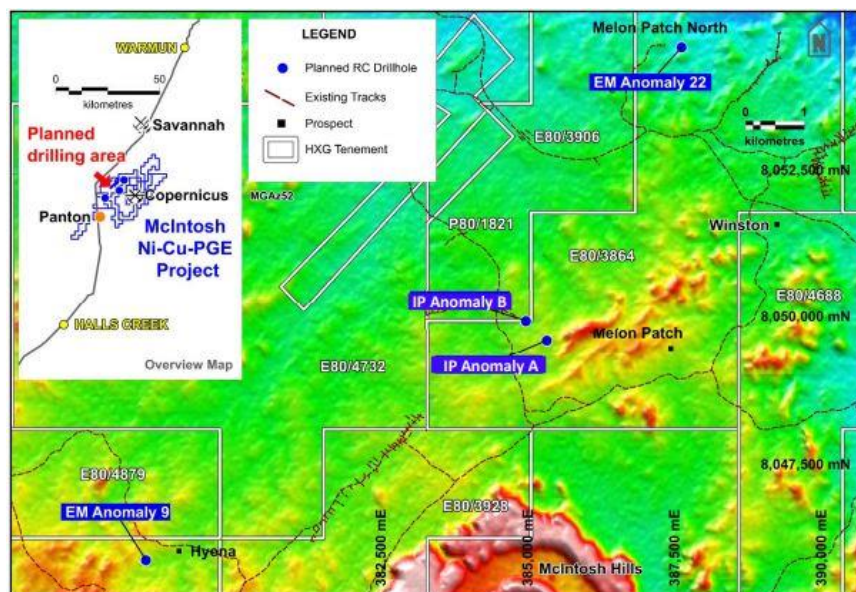 WARMUN
0
50
kilometres
Savannah
Planned
drilling area
Copernicus
Panton
McIntosh
Ni-Cu-PGE
Project
HALLS CREEK
Overview Map
LEGEND
Planned RC Drillhole
Existing Tracks
Prospect
HXG Tenement
MGAz52
Melon Patch North
EM Anomaly 22
N
0
1
kilometres
E80/3906
8,052,500 mN
P80/1821
Winston
E80/3864
E80/4688
IP Anomaly B
8,050,000 mN
Melon Patch
IP Anomaly A
E80/4732
E80/4879
8,047,500 mN
EM Anomaly 9
E80/3928
Hyena
382,500 mE
385,000 mE
387,500 mE
390,000 mE
McIntosh Hills